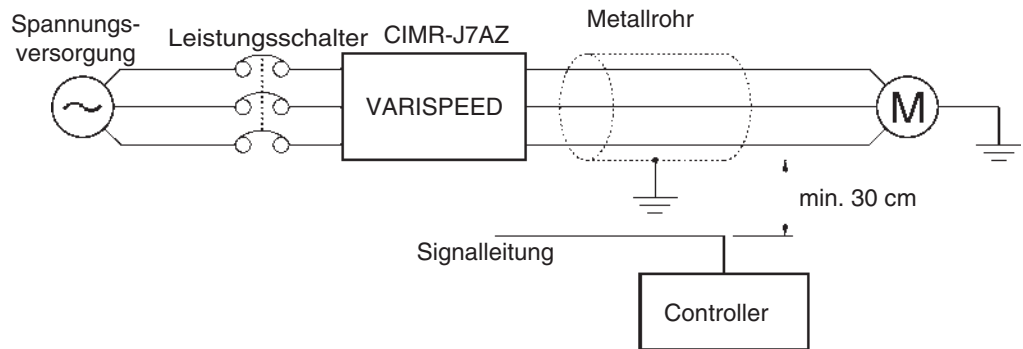 Spannungs-
versorgung
Leistungsschalter
CIMR-J7AZ
Metallrohr
VARISPEED
M
min. 30 cm
Signalleitung
Controller